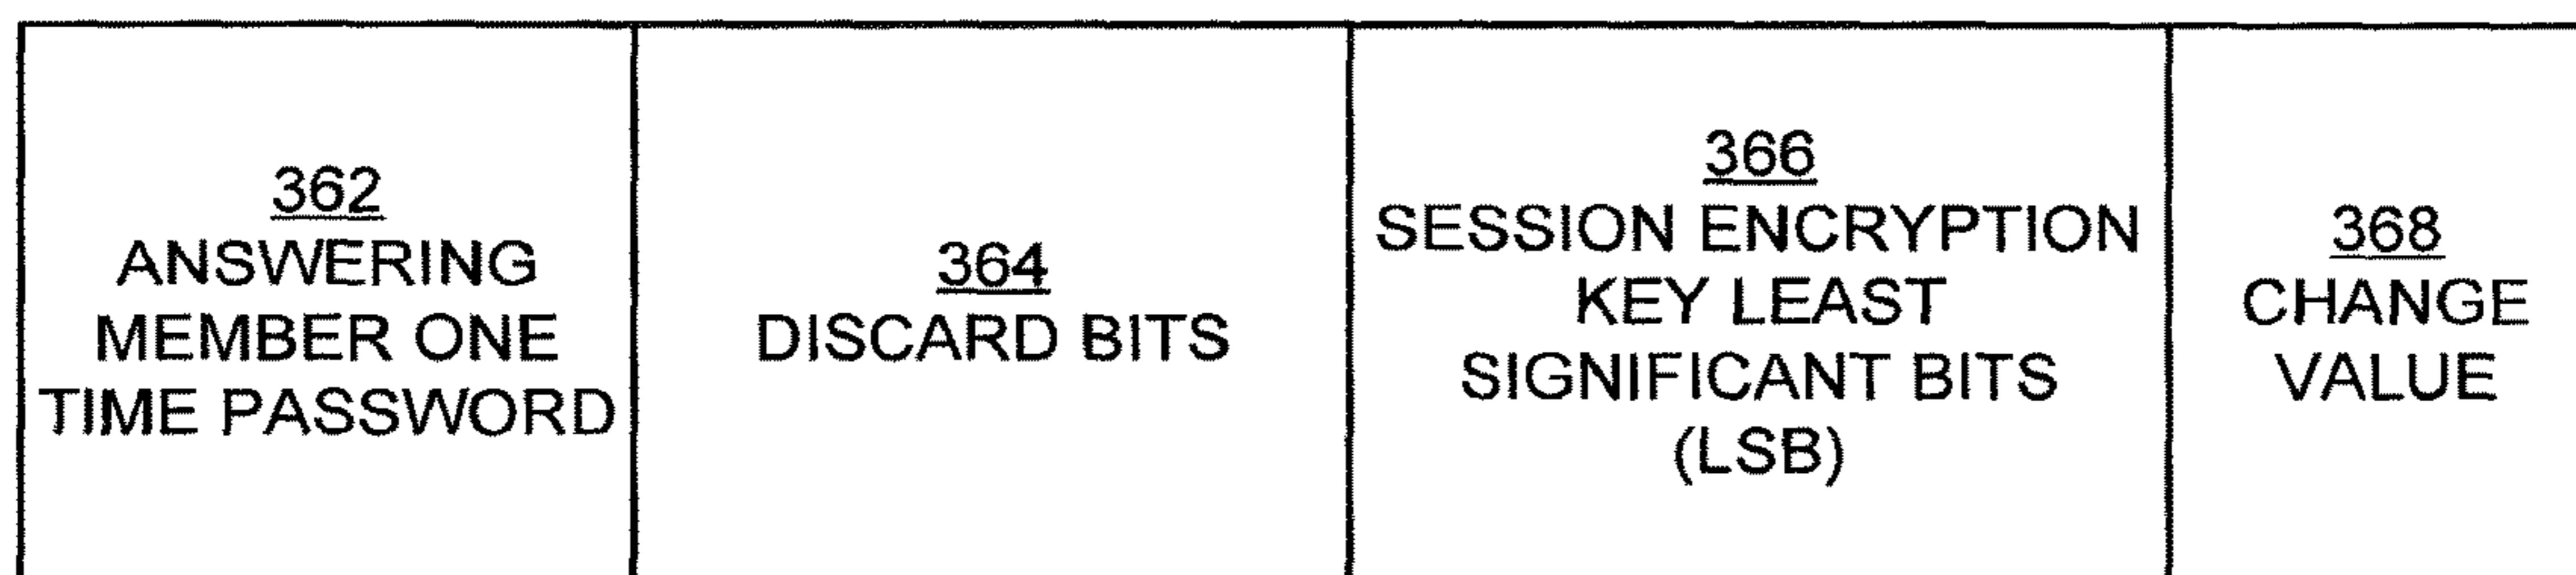 362
ANSWERING
MEMBER ONE
TIME PASSWORD
364
DISCARD BITS
366
SESSION ENCRYPTION
KEY LEAST
SIGNIFICANT BITS
(LSB)
368
CHANGE
VALUE